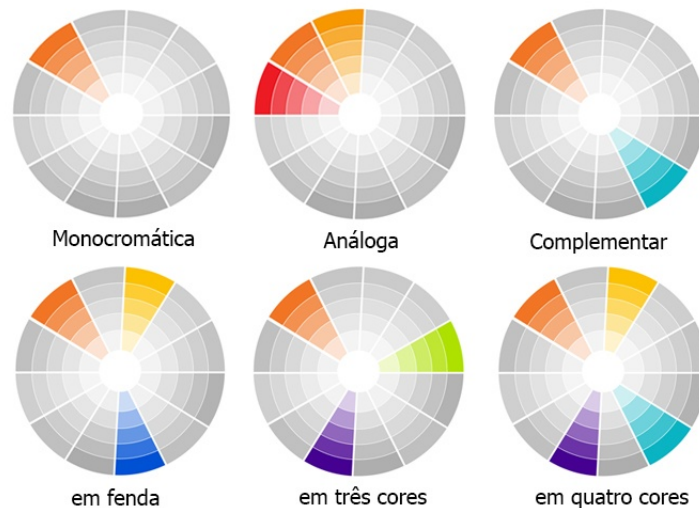 Monocromática
Análoga
Complementar
em fenda
em três cores
em quatro cores